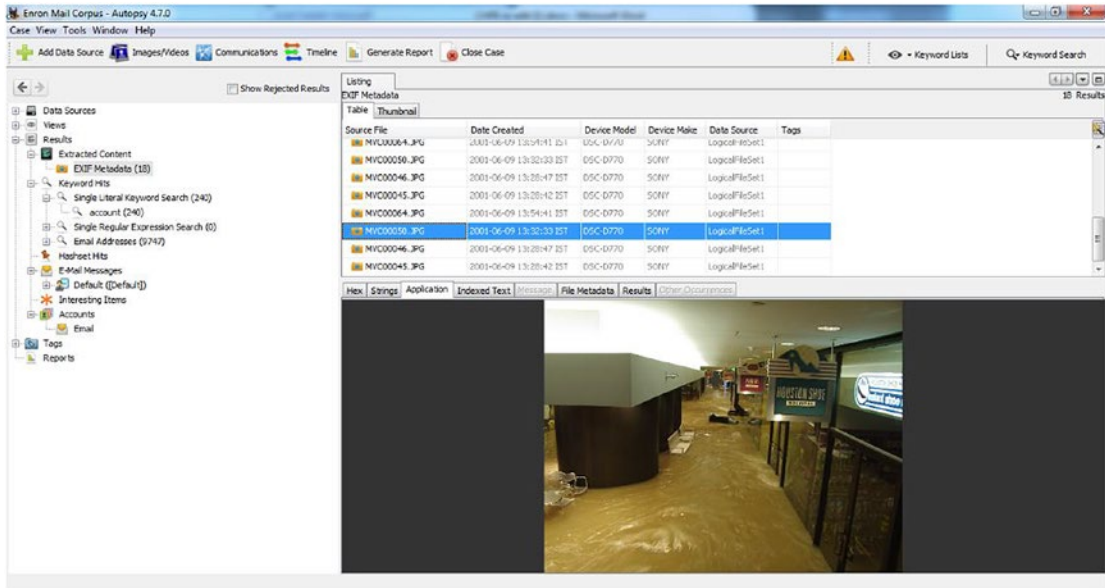 Enron Mail Corpus - Autopsy 4.7.0
Case View Tools Window Help
Add Data Source Images/Videos Communications Timeline Generate Report Close Case Keyword Lists Keyword Search
Show Rejected Results
Data Sources
Views
Results
Extracted Content
EXIF Metadata (18)
Keyword Hits
Single Literal Keyword Search (240)
account (240)
Single Regular Expression Search (0)
Email Addresses (9747)
Hashset Hits
E-Mail Messages
Default ([Default])
Interesting Items
Accounts
Email
Tags
Reports
Listing
EXIF Metadata
18 Results
Table Thumbnail
Source File Date Created Device Model Device Make Data Source Tags
MVC00064.JPG 2001-06-09 13:54:41 IST DSC-D770 SONY LogicalFileSet1
MVC00050.JPG 2001-06-09 13:32:33 IST DSC-D770 SONY LogicalFileSet1
MVC00046.JPG 2001-06-09 13:28:47 IST DSC-D770 SONY LogicalFileSet1
MVC00045.JPG 2001-06-09 13:28:42 IST DSC-D770 SONY LogicalFileSet1
MVC00064.JPG 2001-06-09 13:54:41 IST DSC-D770 SONY LogicalFileSet1
MVC00050.JPG 2001-06-09 13:32:33 IST DSC-D770 SONY LogicalFileSet1
MVC00046.JPG 2001-06-09 13:28:47 IST DSC-D770 SONY LogicalFileSet1
MVC00045.JPG 2001-06-09 13:28:42 IST DSC-D770 SONY LogicalFileSet1
Hex Strings Application Indexed Text Message File Metadata Results Other Occurrences
HOUSTON SHOE